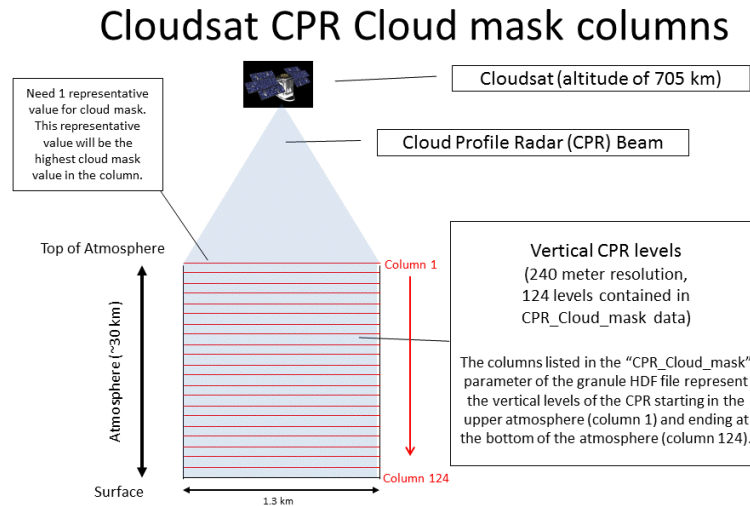 Cloudsat CPR Cloud mask columns
Need 1 representative
value for cloud mask.
This representative
value will be the
highest cloud mask
value in the column.
Cloudsat (altitude of 705 km)
Cloud Profile Radar (CPR) Beam
Top of Atmosphere
Column 1
Atmosphere (~30 km)
Vertical CPR levels
(240 meter resolution,
124 levels contained in
CPR_Cloud_mask data)
The columns listed in the “CPR_Cloud_mask”
parameter of the granule HDF file represent
the vertical levels of the CPR starting in the
upper atmosphere (column 1) and ending at
the bottom of the atmosphere (column 124).
Surface
Column 124
1.3 km